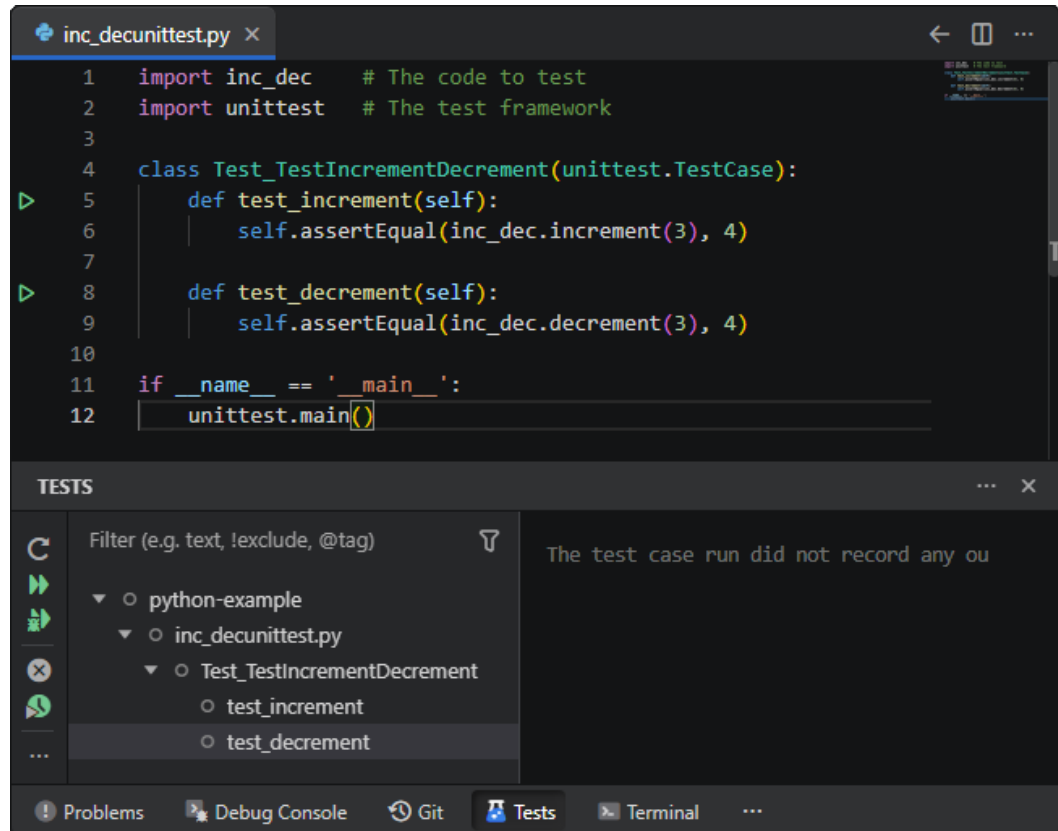 inc_decunittest.py
1 import inc_dec # The code to test
2 import unittest # The test framework
3
4 class Test_TestIncrementDecrement(unittest.TestCase):
5 def test_increment(self):
6 self.assertEqual(inc_dec.increment(3), 4)
7
8 def test_decrement(self):
9 self.assertEqual(inc_dec.decrement(3), 4)
10
11 if __name__ == '__main__':
12 unittest.main()
TESTS
Filter (e.g. text, !exclude, @tag)
The test case run did not record any ou
python-example
inc_decunittest.py
Test_TestIncrementDecrement
test_increment
test_decrement
Problems Debug Console Git Tests Terminal ...